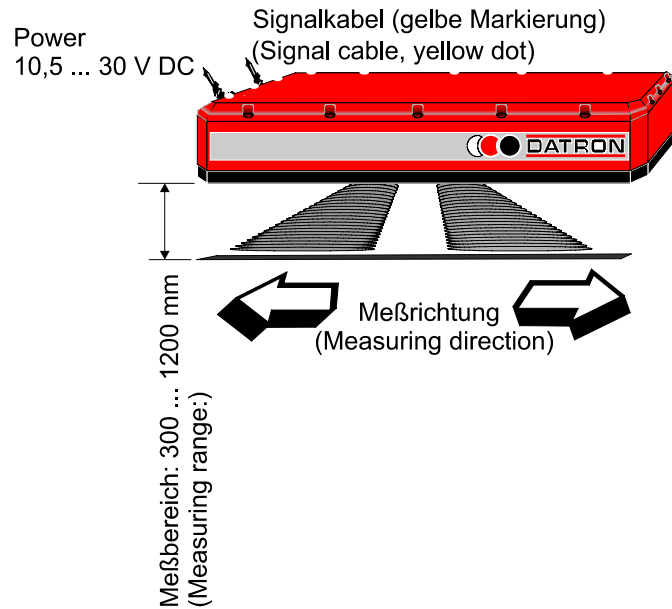 Power
10,5 ... 30 V DC
Signalkabel (gelbe Markierung)
(Signal cable, yellow dot)
DATRON
Meßrichtung
(Measuring direction)
Meßbereich: 300 ... 1200 mm
(Measuring range:)